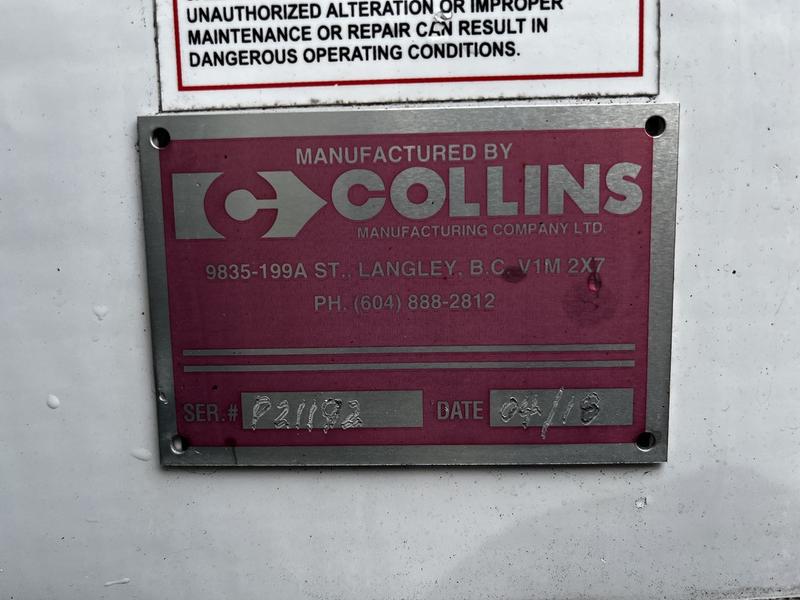 UNAUTHORIZED ALTERATION OR IMPROPER
MAINTENANCE OR REPAIR CAN RESULT IN
DANGEROUS OPERATING CONDITIONS.
MANUFACTURED BY
COLLINS
MANUFACTURING COMPANY LTD.
9835-199A ST., LANGLEY, B.C. V1M 2X7
PH. (604) 888-2812
SER.# P21192 DATE 04/18